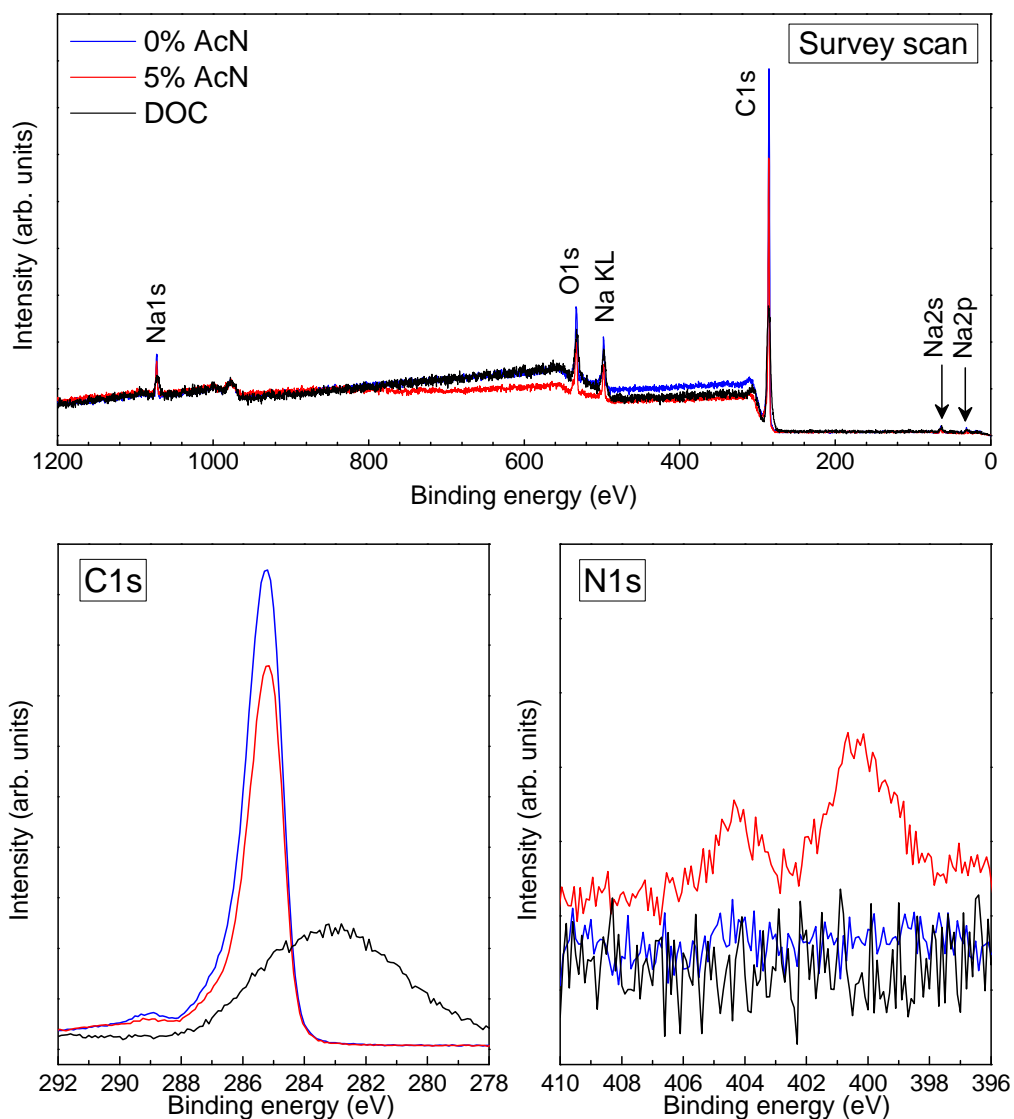 0% AcN
5% AcN
DOC
Survey scan
Intensity (arb. units)
Na1s
O1s
Na KL
C1s
Na2s
Na2p
1200 1000 800 600 400 200 0
Binding energy (eV)
C1s
Intensity (arb. units)
292 290 288 286 284 282 280 278
Binding energy (eV)
N1s
Intensity (arb. units)
410 408 406 404 402 400 398 396
Binding energy (eV)